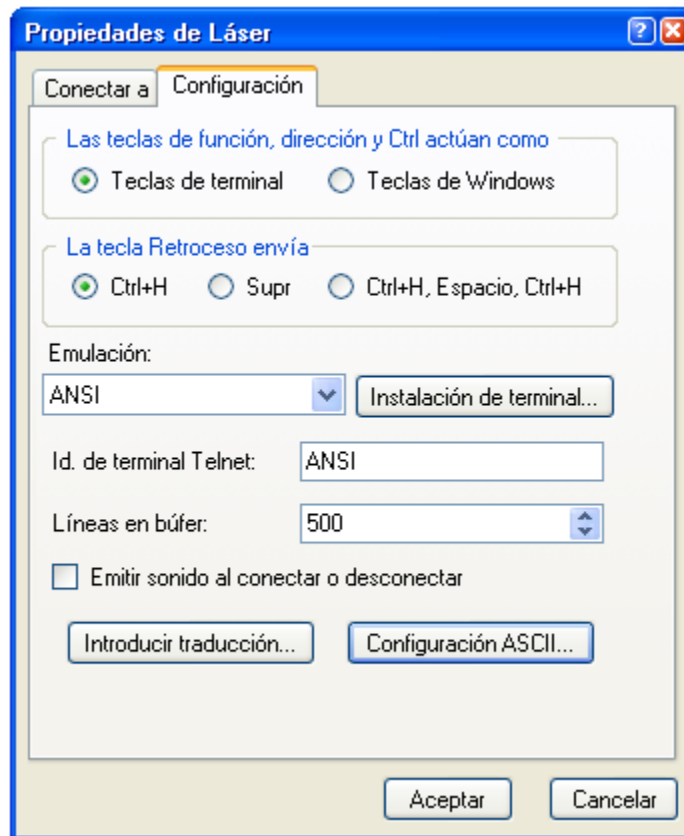 Propiedades de Láser
Conectar a Configuración
Las teclas de función, dirección y Ctrl actúan como
Teclas de terminal Teclas de Windows
La tecla Retroceso envía
Ctrl+H Supr Ctrl+H, Espacio, Ctrl+H
Emulación:
ANSI Instalación de terminal...
Id. de terminal Telnet: ANSI
Líneas en búfer: 500
Emitir sonido al conectar o desconectar
Introducir traducción... Configuración ASCII...
Aceptar Cancelar